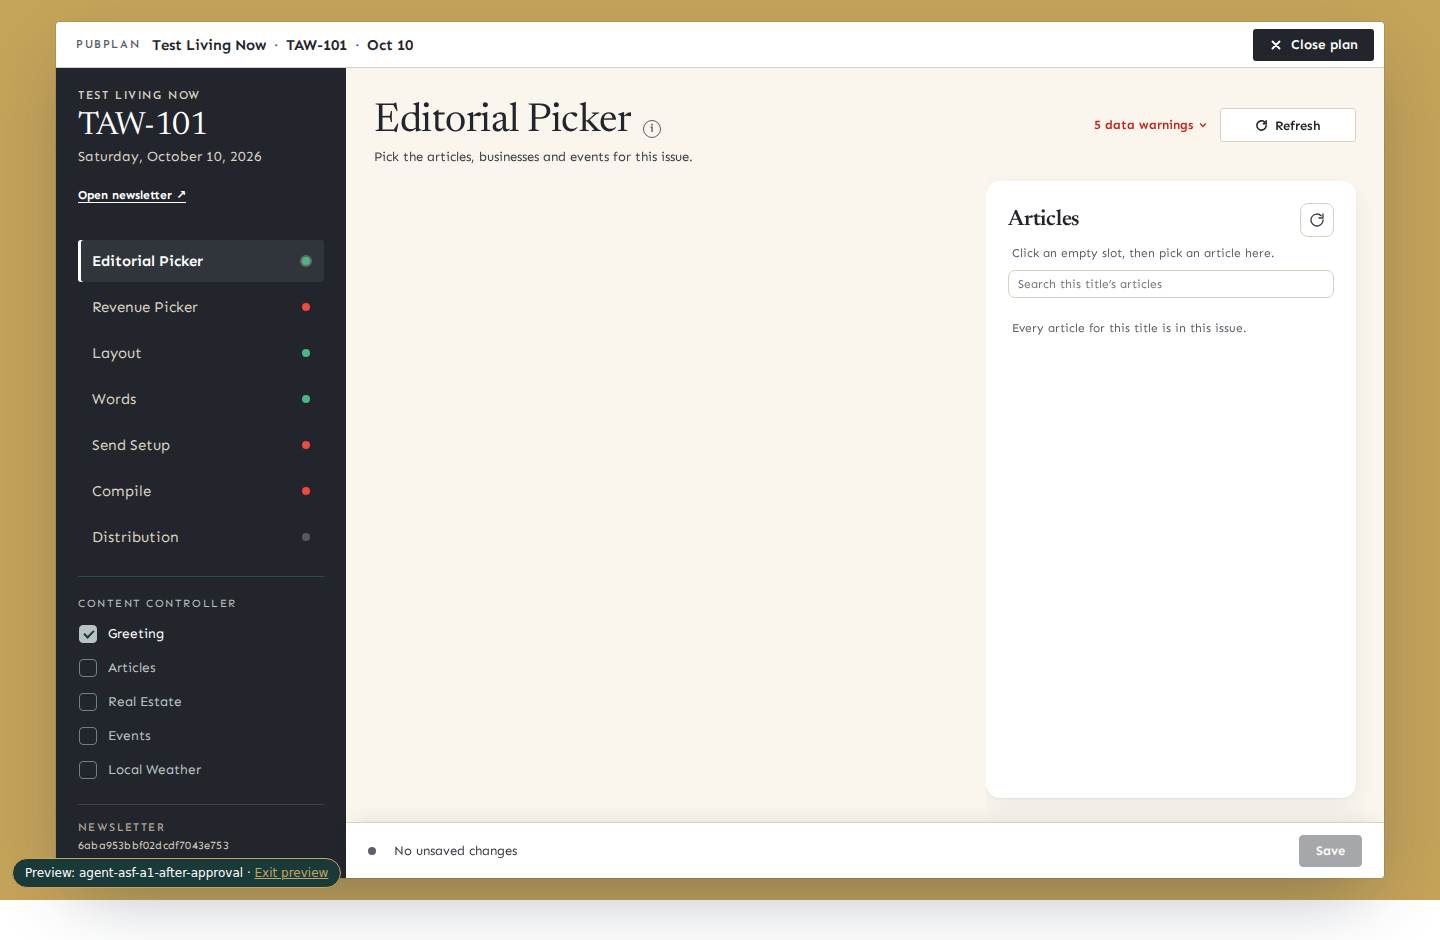 PUBPLAN Test Living Now · TAW-101 · Oct 10
Close plan
TEST LIVING NOW
TAW-101
Saturday, October 10, 2026
Open newsletter ↗
Editorial Picker
Revenue Picker
Layout
Words
Send Setup
Compile
Distribution
CONTENT CONTROLLER
Greeting
Articles
Real Estate
Events
Local Weather
NEWSLETTER
6aba953bbf02dcdf7043e753
Preview: agent-asf-a1-after-approval · Exit preview
Editorial Picker
Pick the articles, businesses and events for this issue.
5 data warnings
Refresh
Articles
Click an empty slot, then pick an article here.
Search this title's articles
Every article for this title is in this issue.
No unsaved changes
Save